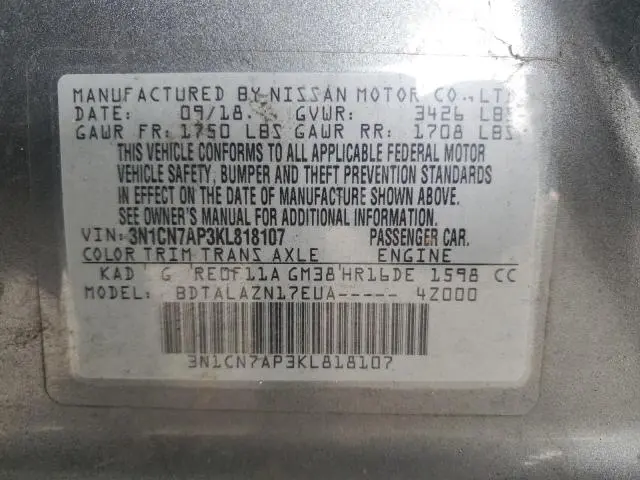 MANUFACTURED BY NISSAN MOTOR CO.,LT
DATE: 09/18 GVWR: 3426 LBS
GAWR FR: 1750 LBS GAWR RR: 1708 LBS
THIS VEHICLE CONFORMS TO ALL APPLICABLE FEDERAL MOTOR
VEHICLE SAFETY, BUMPER AND THEFT PREVENTION STANDARDS
IN EFFECT ON THE DATE OF MANUFACTURE SHOWN ABOVE.
SEE OWNER'S MANUAL FOR ADDITIONAL INFORMATION
VIN: 3N1CN7AP3KL818107 PASSENGER CAR.
COLOR TRIM TRANS AXLE ENGINE
KAD G RE0F11A GM38 HR16DE 1598 CC
MODEL: BDTALAZN17EUA----- 4Z000
3N1CN7AP3KL818107